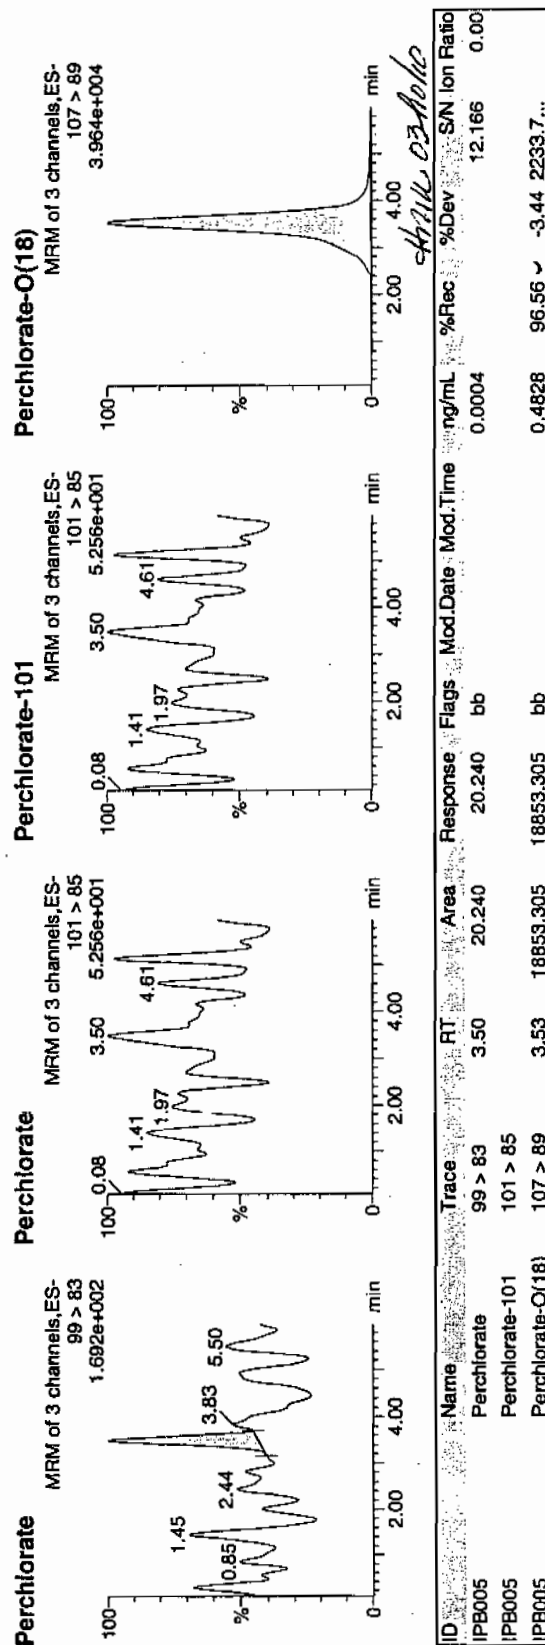 Perchlorate
MRM of 3 channels,ES-
99 > 83
1.692e+002
100
%
0
0.85
1.45
2.44
3.83
5.50
2.00
4.00
min
Perchlorate
MRM of 3 channels,ES-
101 > 85
5.256e+001
100
%
0
0.08
1.41
1.97
3.50
4.61
2.00
4.00
min
Perchlorate-101
MRM of 3 channels,ES-
101 > 85
5.256e+001
100
%
0
0.08
1.41
1.97
3.50
4.61
2.00
4.00
min
Perchlorate-O(18)
MRM of 3 channels,ES-
107 > 89
3.964e+004
100
%
0
2.00
4.00
min
ID Name Trace RT Area Response Flags Mod.Date Mod.Time ng/mL %Rec %Dev S/N Ion Ratio
IPB005 Perchlorate 99 > 83 3.50 20.240 20.240 bb 0.0004 12.166 0.00
IPB005 Perchlorate-101 101 > 85
IPB005 Perchlorate-O(18) 107 > 89 3.53 18853.305 18853.305 bb 0.4828 96.56 -3.44 2233.7...